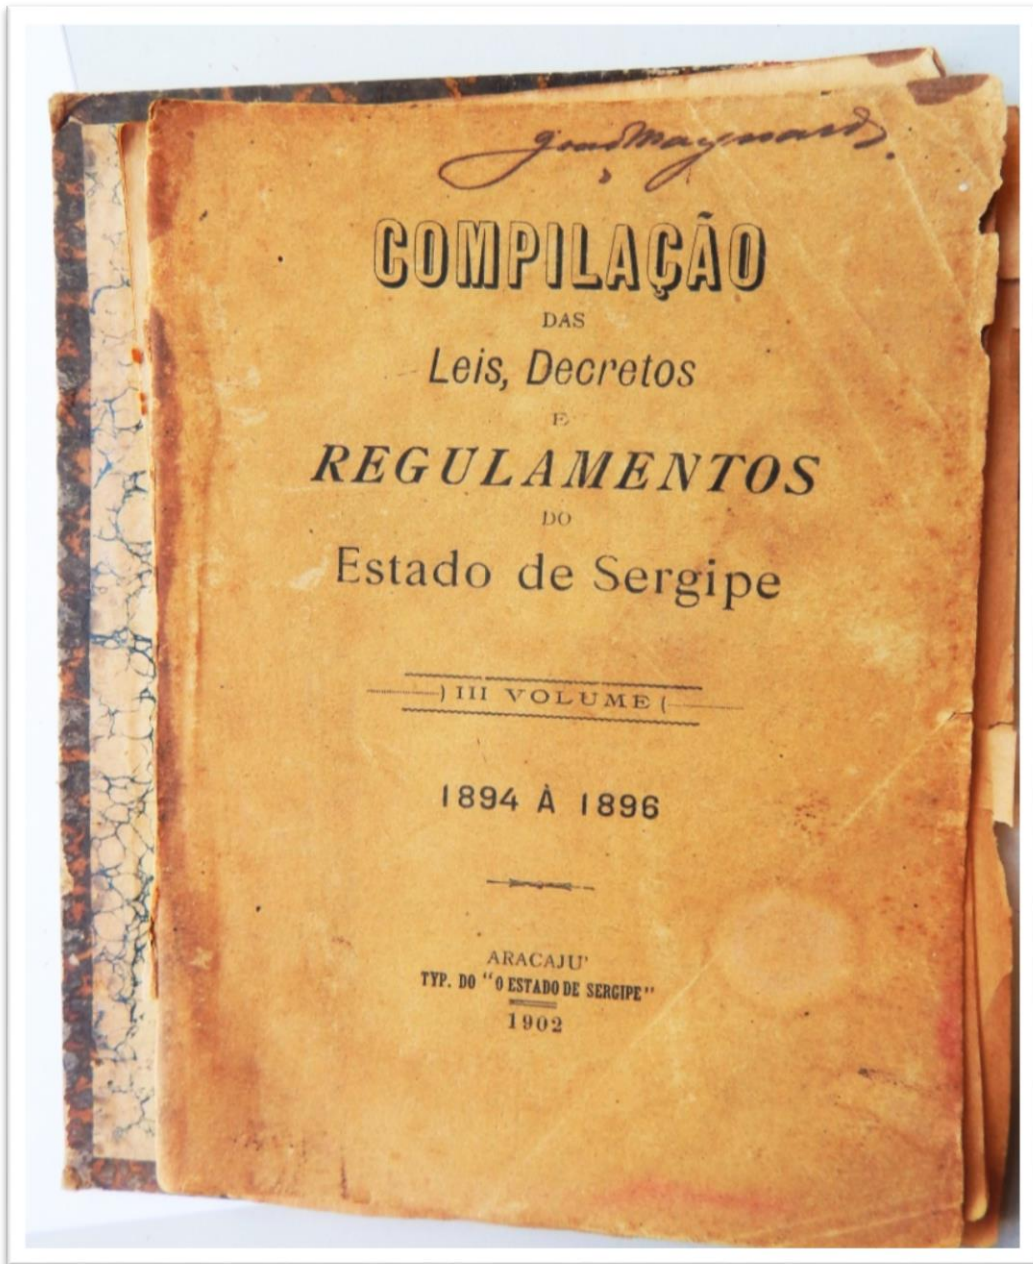 Maynard
COMPILAÇÃO
DAS
Leis, Decretos
E
REGULAMENTOS
DO
Estado de Sergipe
) III VOLUME (
1894 À 1896
ARACAJU'
TYP. DO "O ESTADO DE SERGIPE"
1902